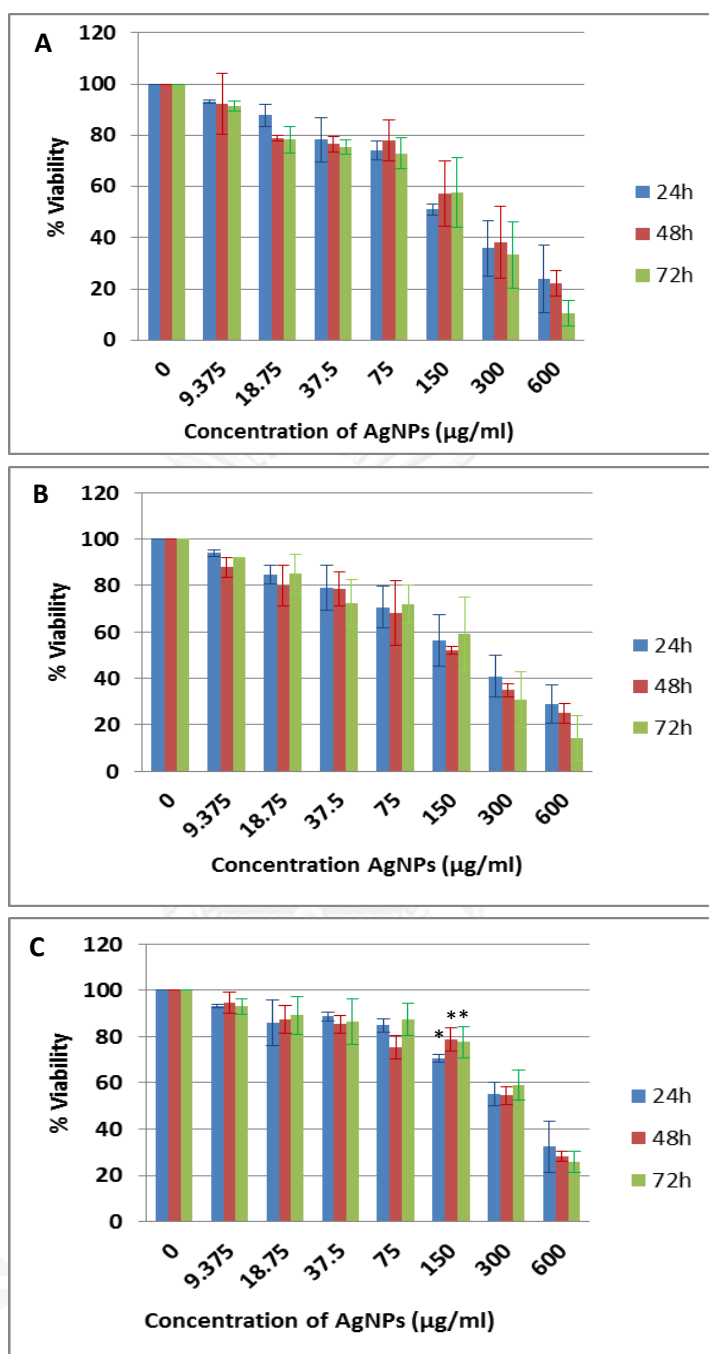 A
120
100
80
60
40
20
0
% Viability
0 9.375 18.75 37.5 75 150 300 600
Concentration of AgNPs (µg/ml)
24h
48h
72h
B
120
100
80
60
40
20
0
% Viability
0 9.375 18.75 37.5 75 150 300 600
Concentration AgNPs (µg/ml)
24h
48h
72h
C
120
100
80
60
40
20
0
% Viability
* * *
0 9.375 18.75 37.5 75 150 300 600
Concentration of AgNPs (µg/ml)
24h
48h
72h